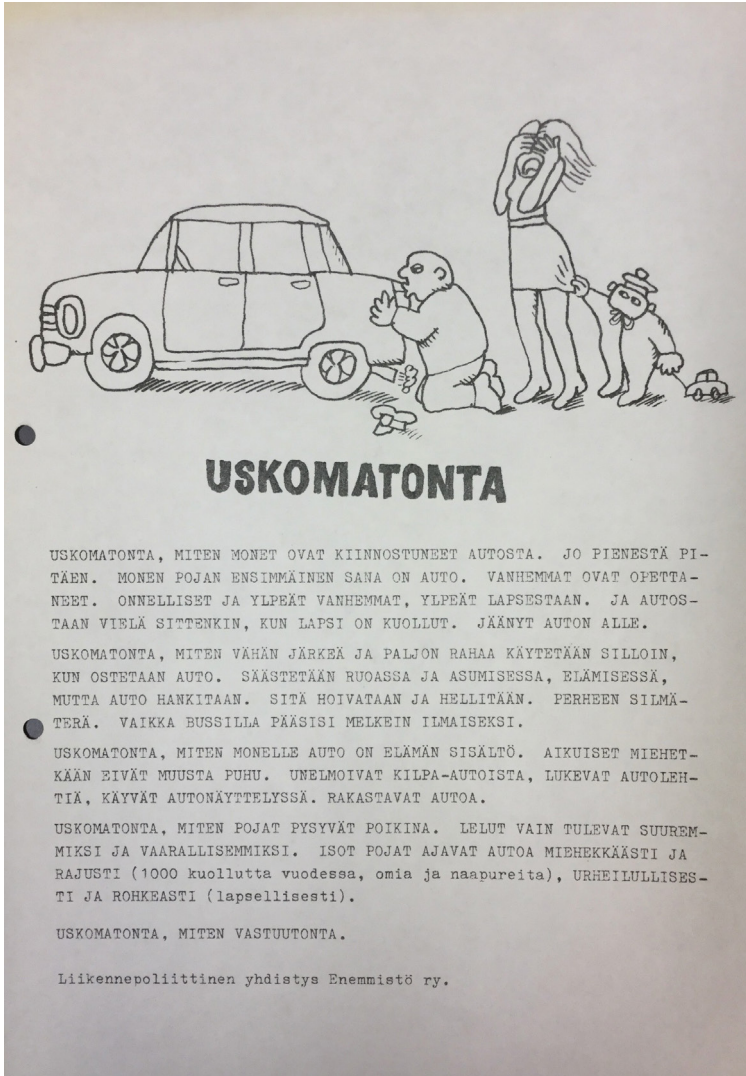 USKOMATONTA
USKOMATONTA, MITEN MONET OVAT KIINNOSTUNEET AUTOSTA. JO PIENESTÄ PI-
TÄEN. MONEN POJAN ENSIMMÄINEN SANA ON AUTO. VANHEMMAT OVAT OPETTA-
NEET. ONNELLISET JA YLPEÄT VANHEMMAT, YLPEÄT LAPSESTAAN. JA AUTOS-
TAAN VIELÄ SITTENKIN, KUN LAPSI ON KUOLLUT. JÄÄNYT AUTON ALLE.
USKOMATONTA, MITEN VÄHÄN JÄRKEÄ JA PALJON RAHAA KÄYTETÄÄN SILLOIN,
KUN OSTETAAN AUTO. SÄÄSTETÄÄN RUOASSA JA ASUMISESSA, ELÄMISESSÄ,
MUTTA AUTO HANKITAAN. SITÄ HOIVATAAN JA HELLITÄÄN. PERHEEN SILMÄ-
TERÄ. VAIKKA BUSSILLA PÄÄSISI MELKEIN ILMAISEKSI.
USKOMATONTA, MITEN MONELLE AUTO ON ELÄMÄN SISÄLTÖ. AIKUISET MIEHET-
KÄÄN EIVÄT MUUSTA PUHU. UNELMOIVAT KILPA-AUTOISTA, LUKEVAT AUTOLEH-
TIÄ, KÄYVÄT AUTONÄYTTELYSSÄ. RAKASTAVAT AUTOA.
USKOMATONTA, MITEN POJAT PYSYVÄT POIKINA. LELUT VAIN TULEVAT SUUREM-
MIKSI JA VAARALLISEMMIKSI. ISOT POJAT AJAVAT AUTOA MIEHEKKÄÄSTI JA
RAJUSTI (1000 kuollutta vuodessa, omia ja naapureita), URHEILULLISES-
TI JA ROHKEASTI (lapsellisesti).
USKOMATONTA, MITEN VASTUUTONTA.
Liikennepoliittinen yhdistys Enemmistö ry.